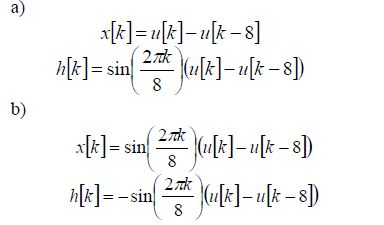 a)
x[k] = u[k] − u[k − 8]
h[k] = sin(2πk/8)(u[k] − u[k − 8])
b)
x[k] = sin(2πk/8)(u[k] − u[k − 8])
h[k] = −sin(2πk/8)(u[k] − u[k − 8])